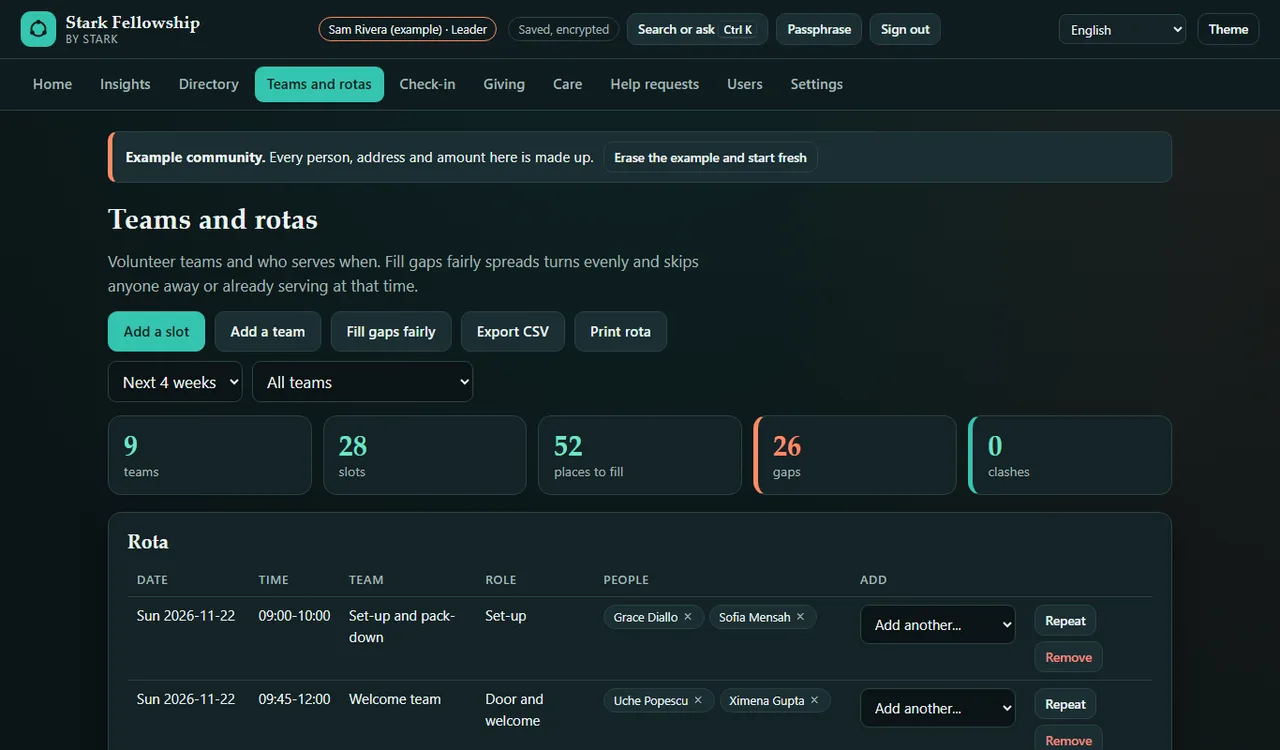 Stark Fellowship
BY STARK
Sam Rivera (example) · Leader
Saved, encrypted
Search or ask Ctrl K
Passphrase
Sign out
English
Theme
Home
Insights
Directory
Teams and rotas
Check-in
Giving
Care
Help requests
Users
Settings
Example community. Every person, address and amount here is made up.
Erase the example and start fresh
Teams and rotas
Volunteer teams and who serves when. Fill gaps fairly spreads turns evenly and skips
anyone away or already serving at that time.
Add a slot
Add a team
Fill gaps fairly
Export CSV
Print rota
Next 4 weeks
All teams
9
teams
28
slots
52
places to fill
26
gaps
0
clashes
Rota
DATE TIME TEAM ROLE PEOPLE ADD
Sun 2026-11-22 09:00-10:00 Set-up and pack- Set-up Grace Diallo × Sofia Mensah × Add another... Repeat
down
Remove
Sun 2026-11-22 09:45-12:00 Welcome team Door and Uche Popescu × Ximena Gupta × Add another... Repeat
welcome
Remove